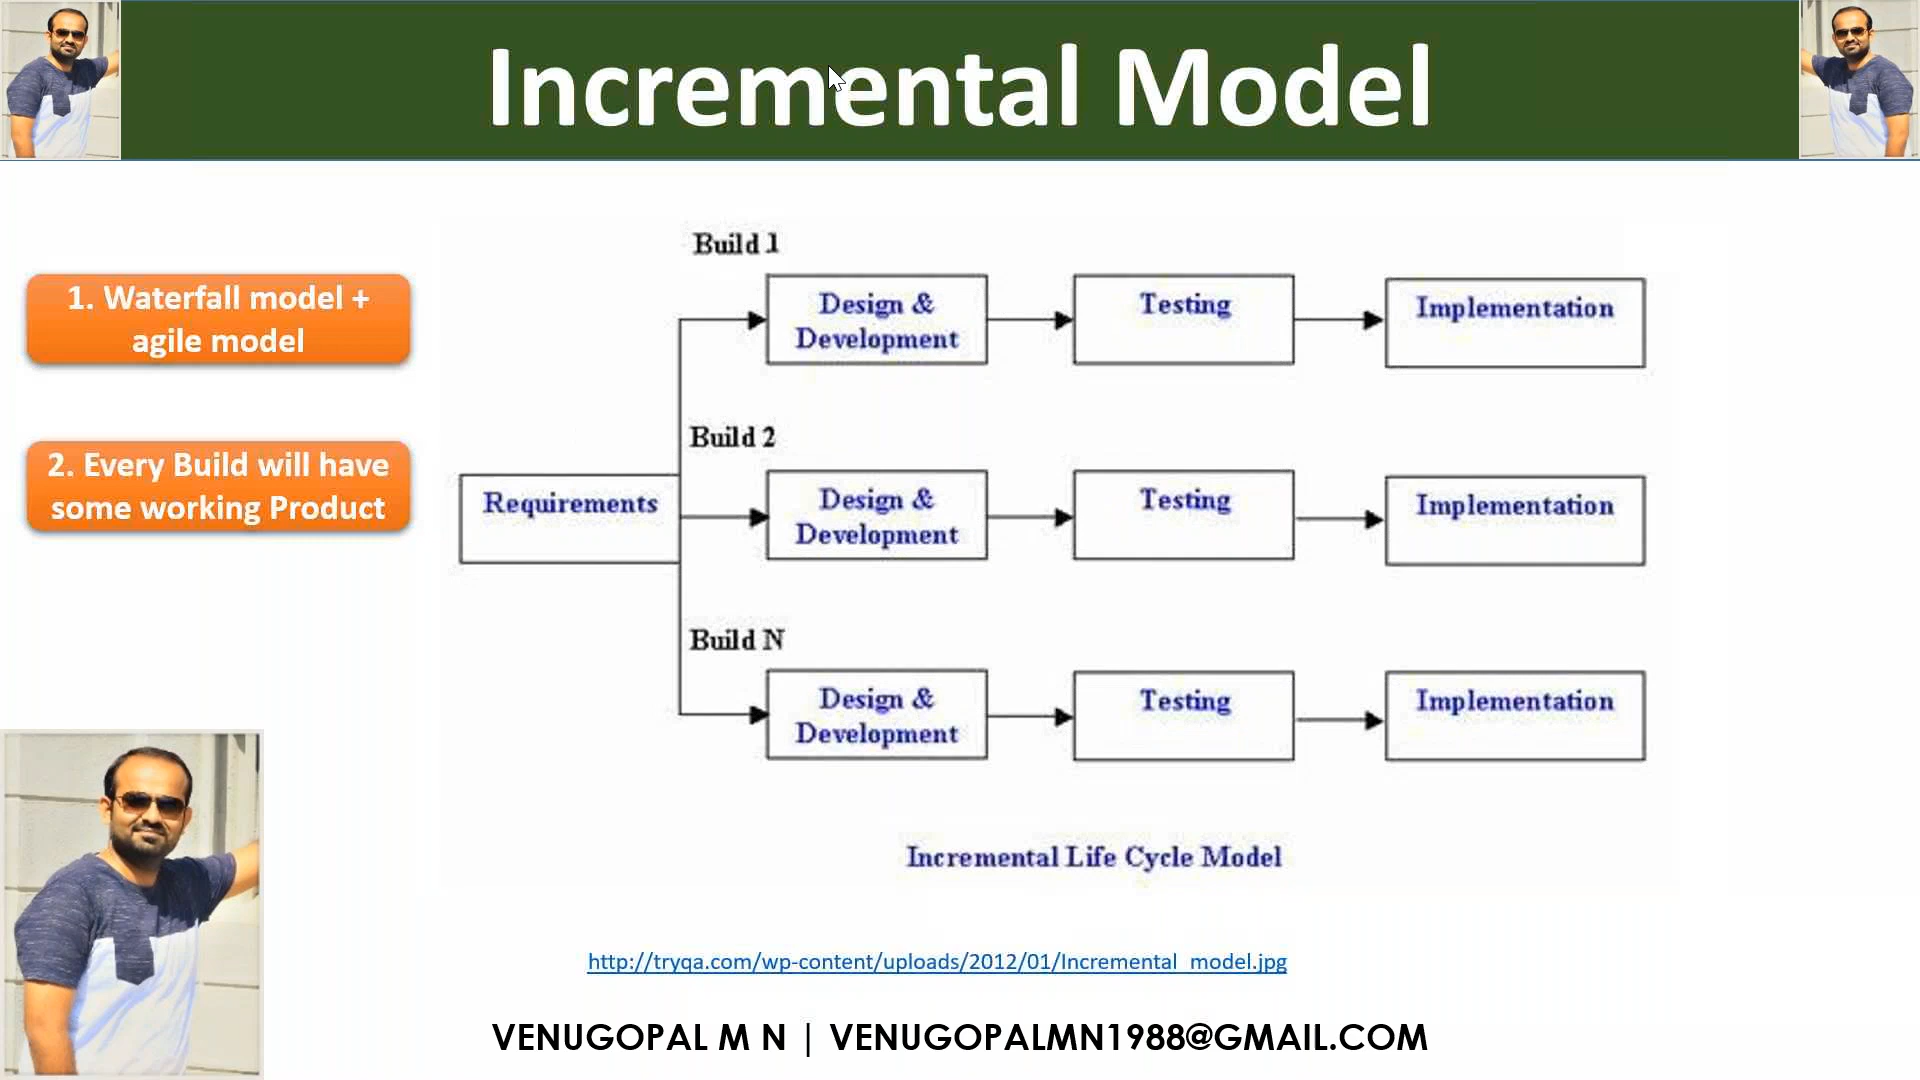 Incremental Model
1. Waterfall model +
agile model
2. Every Build will have
some working Product
Build 1
Design &
Development
Testing
Implementation
Build 2
Requirements
Design &
Development
Testing
Implementation
Build N
Design &
Development
Testing
Implementation
Incremental Life Cycle Model
http://tryqa.com/wp-content/uploads/2012/01/Incremental_model.jpg
VENUGOPAL M N | VENUGOPALMN1988@GMAIL.COM